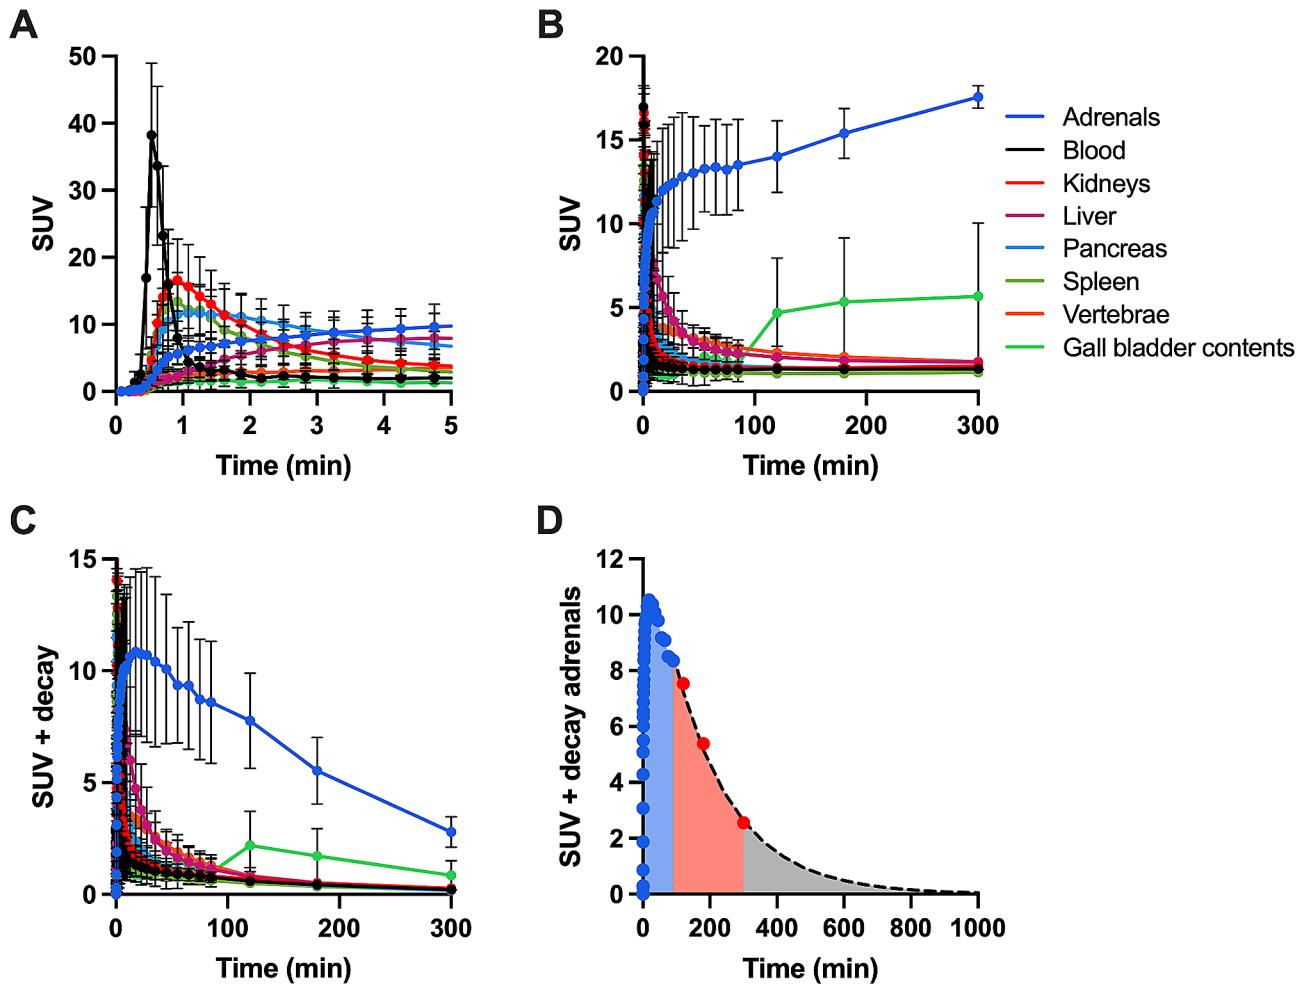 A
50
40
30
20
10
0
SUV
0 1 2 3 4 5
Time (min)
B
20
15
10
5
0
SUV
0 100 200 300
Time (min)
Adrenals
Blood
Kidneys
Liver
Pancreas
Spleen
Vertebrae
Gall bladder contents
C
15
10
5
0
SUV + decay
0 100 200 300
Time (min)
D
12
10
8
6
4
2
0
SUV + decay adrenals
0 200 400 600 800 1000
Time (min)